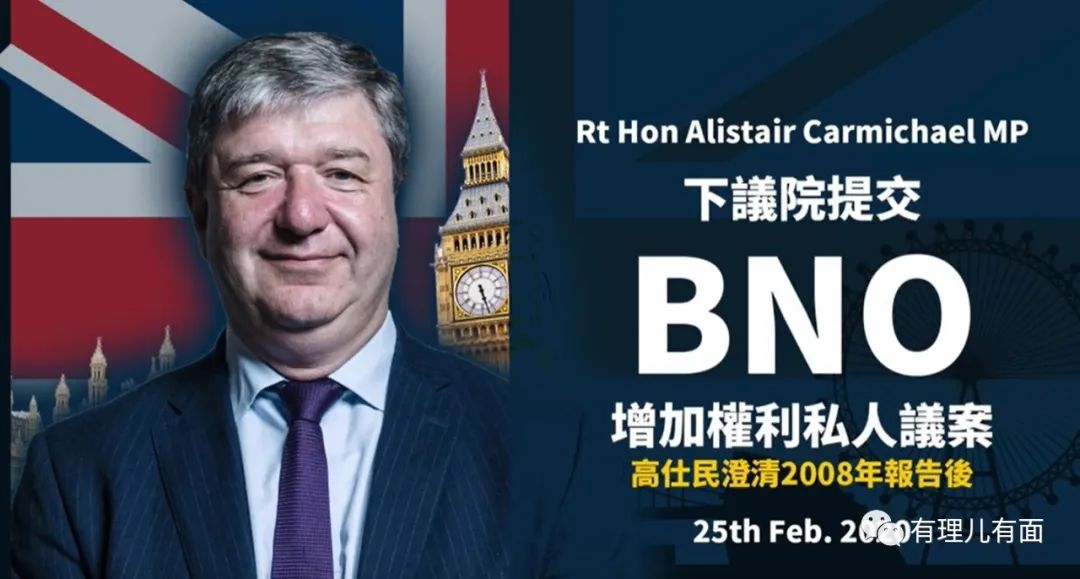 Rt Hon Alistair Carmichael MP
下議院提交
BNO
增加權利私人議案
高仕民澄清2008年報告後
25th Feb. 2020
有理儿有面